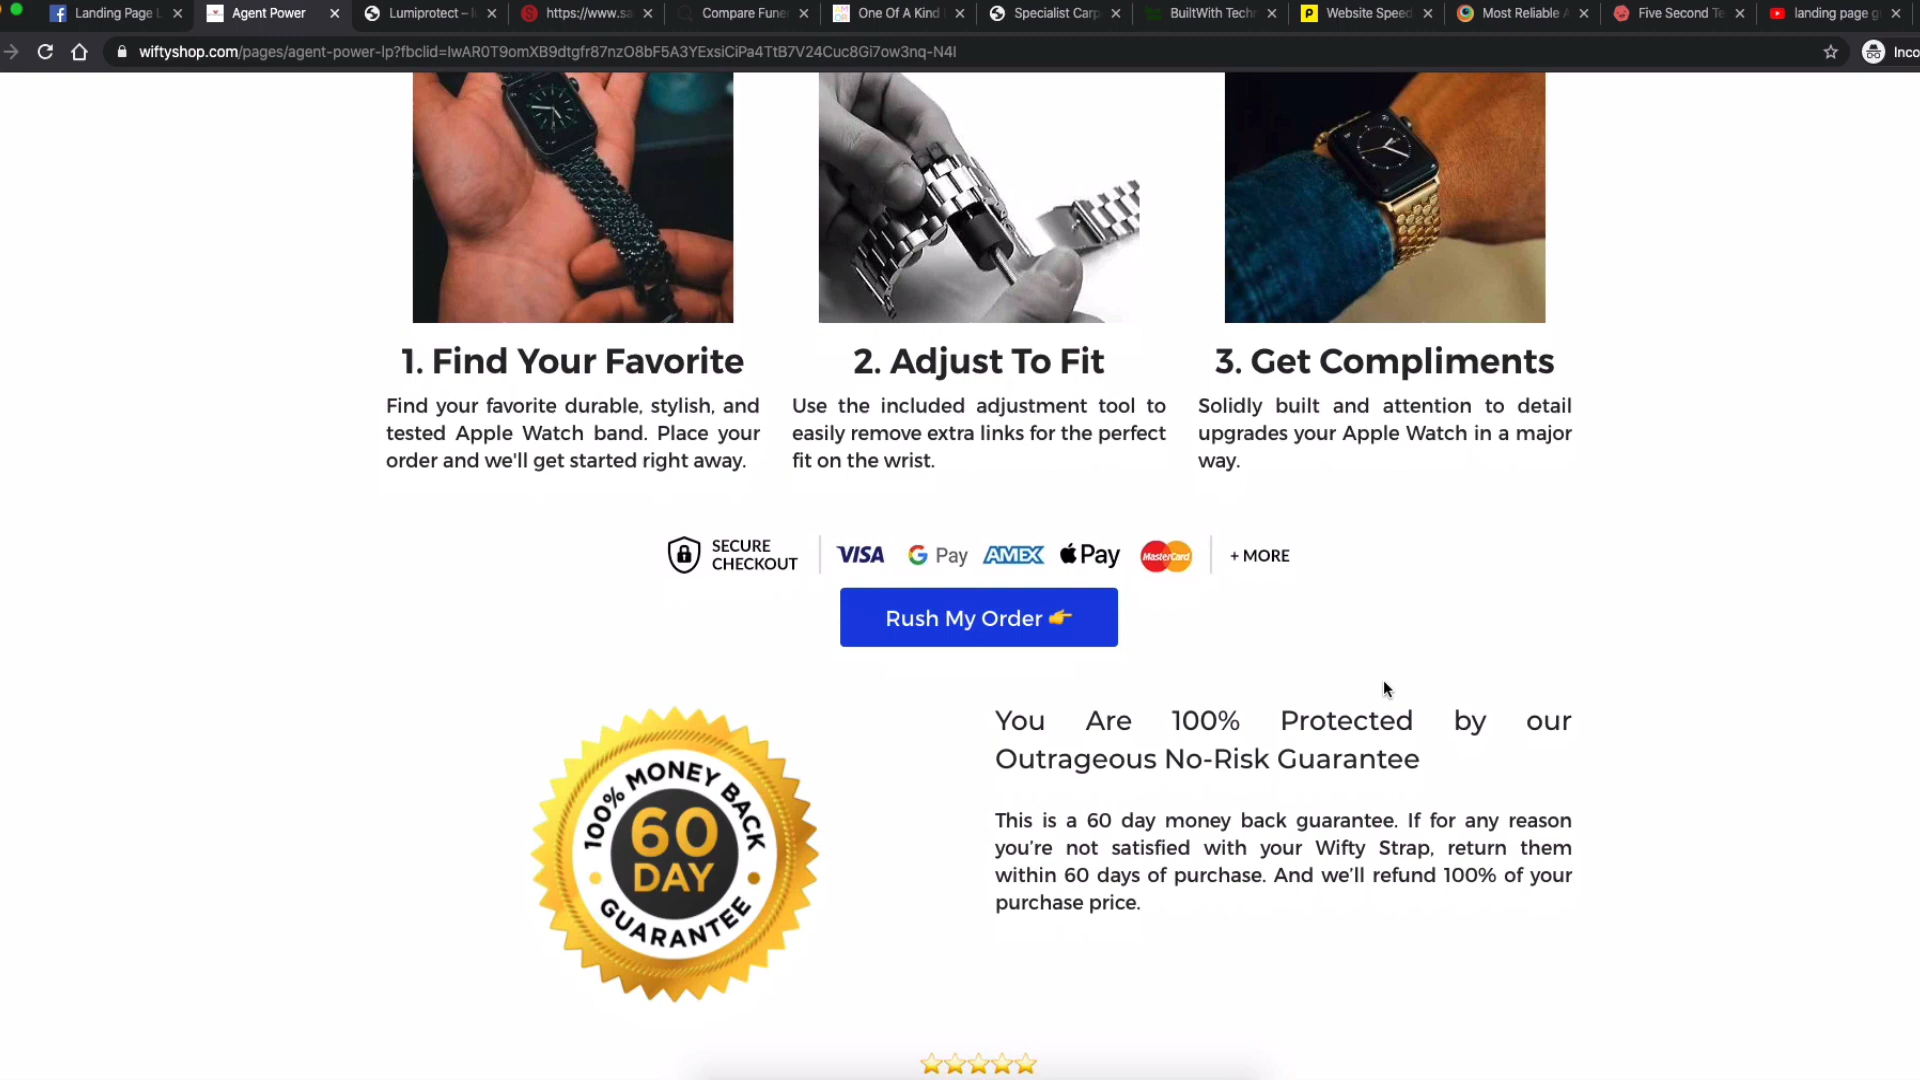 Landing Page
Agent Power
Lumiprotect –
https://www.sa
Compare Fune
One Of A Kind
Specialist Carp
BuiltWith Tech
Website Speed
Most Reliable
Five Second Te
landing page g
wiftyshop.com/pages/agent-power-lp?fbclid=IwAR0T9omXB9dtgfr87nzO8bF5A3YExsiCiPa4TtB7V24Cuc8Gi7ow3nq-N4I
Inco
1. Find Your Favorite
Find your favorite durable, stylish, and
tested Apple Watch band. Place your
order and we'll get started right away.
2. Adjust To Fit
Use the included adjustment tool to
easily remove extra links for the perfect
fit on the wrist.
3. Get Compliments
Solidly built and attention to detail
upgrades your Apple Watch in a major
way.
SECURE
CHECKOUT
VISA
G Pay
AMEX
Pay
MasterCard
+ MORE
Rush My Order 👉
100% MONEY BACK
60
DAY
GUARANTEE
You Are 100% Protected by our
Outrageous No-Risk Guarantee
This is a 60 day money back guarantee. If for any reason
you’re not satisfied with your Wifty Strap, return them
within 60 days of purchase. And we’ll refund 100% of your
purchase price.